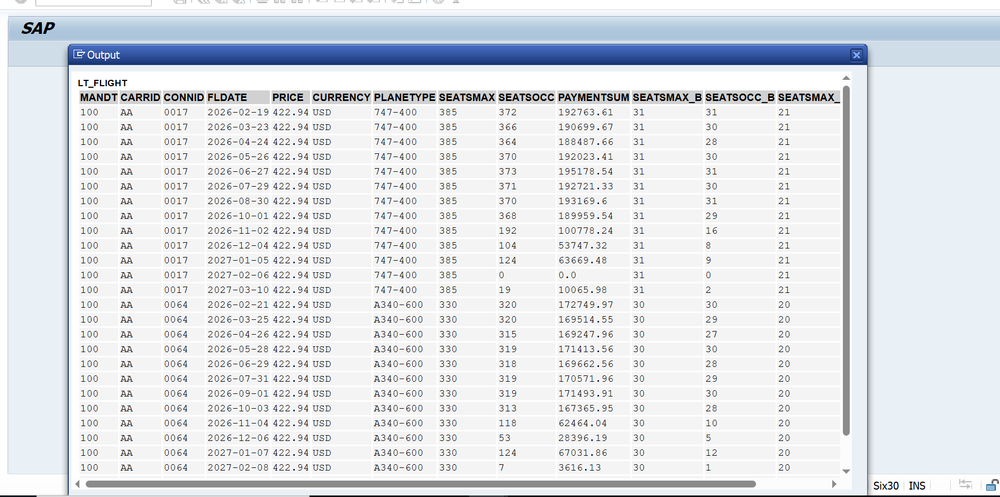 SAP
Output
LT_FLIGHT
MANDT CARRID CONNID FLDATE PRICE CURRENCY PLANETYPE SEATSMAX SEATSOCC PAYMENTSUM SEATSMAX_B SEATSOCC_B SEATSMAX_
100 AA 0017 2026-02-19 422.94 USD 747-400 385 372 192763.61 31 31 21
100 AA 0017 2026-03-23 422.94 USD 747-400 385 366 190699.67 31 30 21
100 AA 0017 2026-04-24 422.94 USD 747-400 385 364 188487.66 31 28 21
100 AA 0017 2026-05-26 422.94 USD 747-400 385 370 192023.41 31 30 21
100 AA 0017 2026-06-27 422.94 USD 747-400 385 373 195178.54 31 31 21
100 AA 0017 2026-07-29 422.94 USD 747-400 385 371 192721.33 31 30 21
100 AA 0017 2026-08-30 422.94 USD 747-400 385 370 193169.6 31 31 21
100 AA 0017 2026-10-01 422.94 USD 747-400 385 368 189959.54 31 29 21
100 AA 0017 2026-11-02 422.94 USD 747-400 385 192 100778.24 31 16 21
100 AA 0017 2026-12-04 422.94 USD 747-400 385 104 53747.32 31 8 21
100 AA 0017 2027-01-05 422.94 USD 747-400 385 124 63669.48 31 9 21
100 AA 0017 2027-02-06 422.94 USD 747-400 385 0 0.0 31 0 21
100 AA 0017 2027-03-10 422.94 USD 747-400 385 19 10065.98 31 2 21
100 AA 0064 2026-02-21 422.94 USD A340-600 330 320 172749.97 30 30 20
100 AA 0064 2026-03-25 422.94 USD A340-600 330 320 169514.55 30 29 20
100 AA 0064 2026-04-26 422.94 USD A340-600 330 315 169247.96 30 27 20
100 AA 0064 2026-05-28 422.94 USD A340-600 330 319 171413.56 30 30 20
100 AA 0064 2026-06-29 422.94 USD A340-600 330 318 169662.56 30 28 20
100 AA 0064 2026-07-31 422.94 USD A340-600 330 319 170571.96 30 29 20
100 AA 0064 2026-09-01 422.94 USD A340-600 330 319 171493.91 30 30 20
100 AA 0064 2026-10-03 422.94 USD A340-600 330 313 167365.95 30 28 20
100 AA 0064 2026-11-04 422.94 USD A340-600 330 118 62464.04 30 10 20
100 AA 0064 2026-12-06 422.94 USD A340-600 330 53 28396.19 30 5 20
100 AA 0064 2027-01-07 422.94 USD A340-600 330 124 67031.86 30 12 20
100 AA 0064 2027-02-08 422.94 USD A340-600 330 7 3616.13 30 1 20
Six30 INS